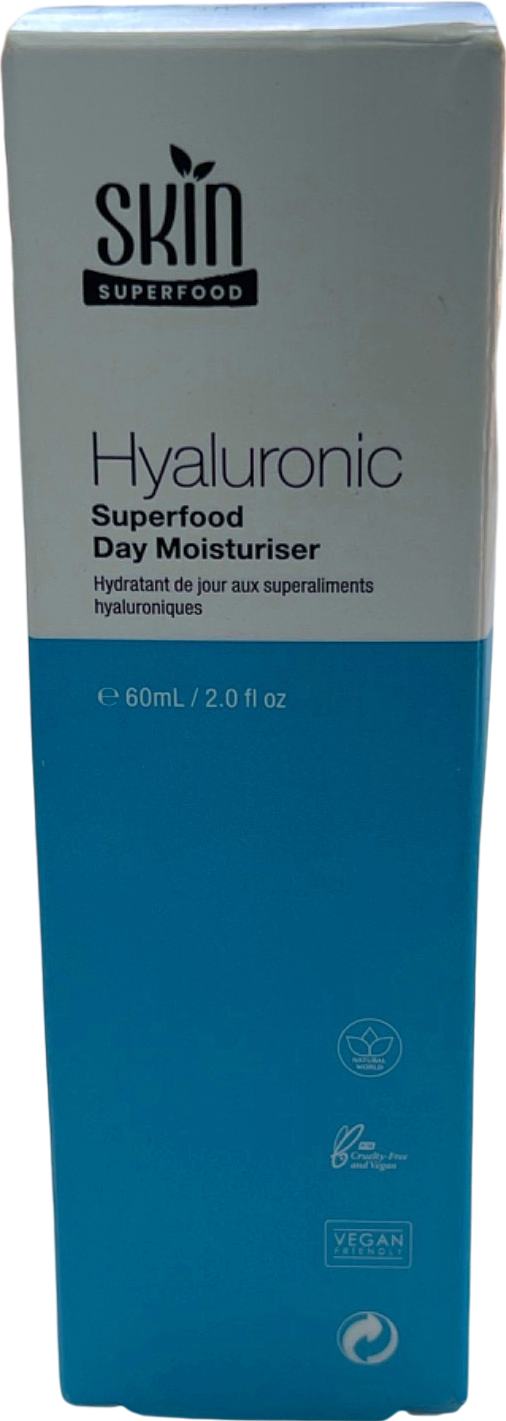 SKIN
SUPERFOOD
Hyaluronic
Superfood
Day Moisturiser
Hydratant de jour aux superaliments
hyaluroniques
℮ 60mL / 2.0 fl oz
NATURAL
WORLD
Cruelty-Free
and Vegan
VEGAN
FRIENDLY